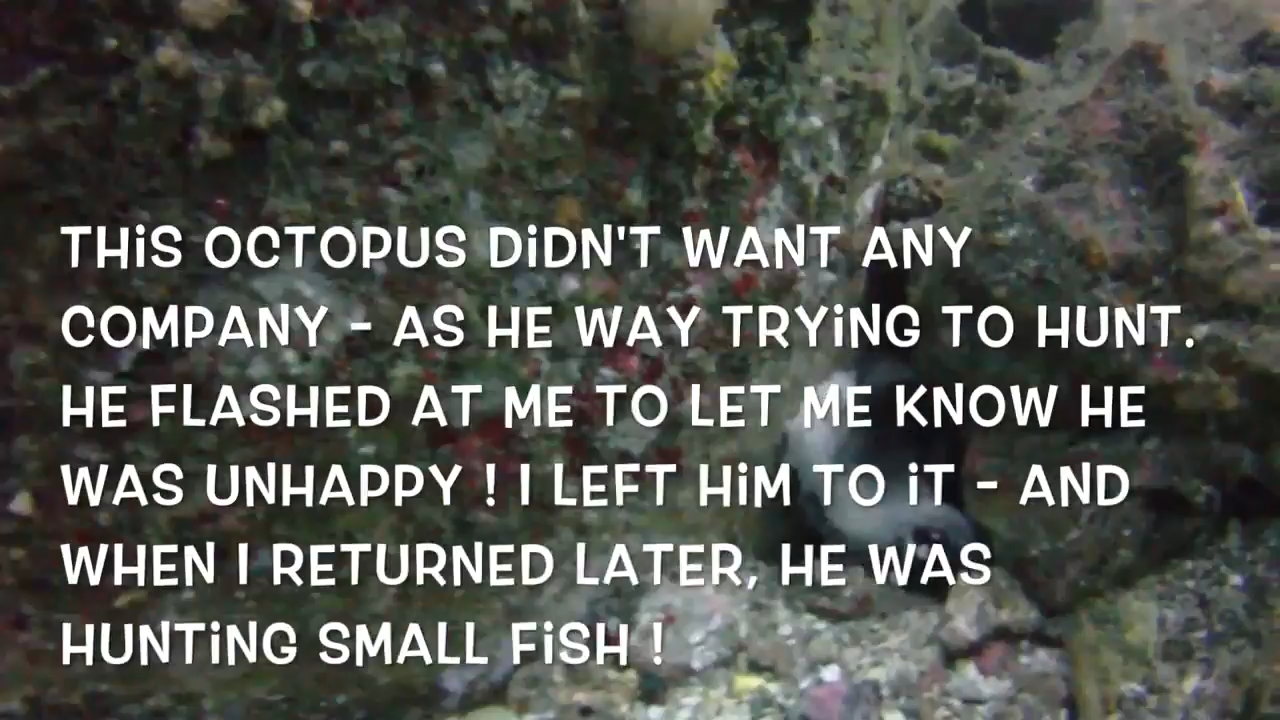 THiS OCTOPUS DiDN'T WANT ANY
COMPANY - AS HE WAY TRYiNG TO HUNT.
HE FLASHED AT ME TO LET ME KNOW HE
WAS UNHAPPY ! I LEFT HiM TO iT - AND
WHEN I RETURNED LATER, HE WAS
HUNTiNG SMALL FiSH !